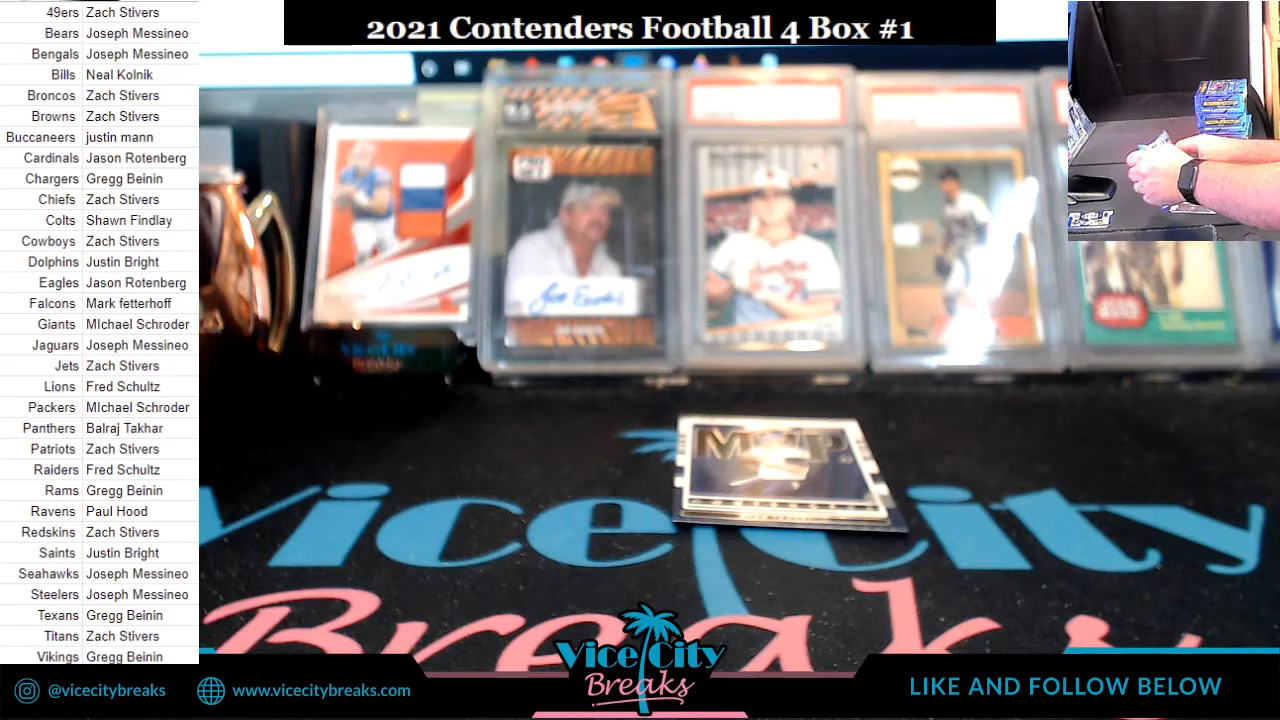 2021 Contenders Football 4 Box #1
49ers Zach Stivers
Bears Joseph Messineo
Bengals Joseph Messineo
Bills Neal Kolnik
Broncos Zach Stivers
Browns Zach Stivers
Buccaneers justin mann
Cardinals Jason Rotenberg
Chargers Gregg Beinin
Chiefs Zach Stivers
Colts Shawn Findlay
Cowboys Zach Stivers
Dolphins Justin Bright
Eagles Jason Rotenberg
Falcons Mark fetterhoff
Giants MIchael Schroder
Jaguars Joseph Messineo
Jets Zach Stivers
Lions Fred Schultz
Packers MIchael Schroder
Panthers Balraj Takhar
Patriots Zach Stivers
Raiders Fred Schultz
Rams Gregg Beinin
Ravens Paul Hood
Redskins Zach Stivers
Saints Justin Bright
Seahawks Joseph Messineo
Steelers Joseph Messineo
Texans Gregg Beinin
Titans Zach Stivers
Vikings Gregg Beinin
Vice City
Breaks
MVP
Vice City
Breaks
Vice City
Breaks
@vicecitybreaks
www.vicecitybreaks.com
LIKE AND FOLLOW BELOW